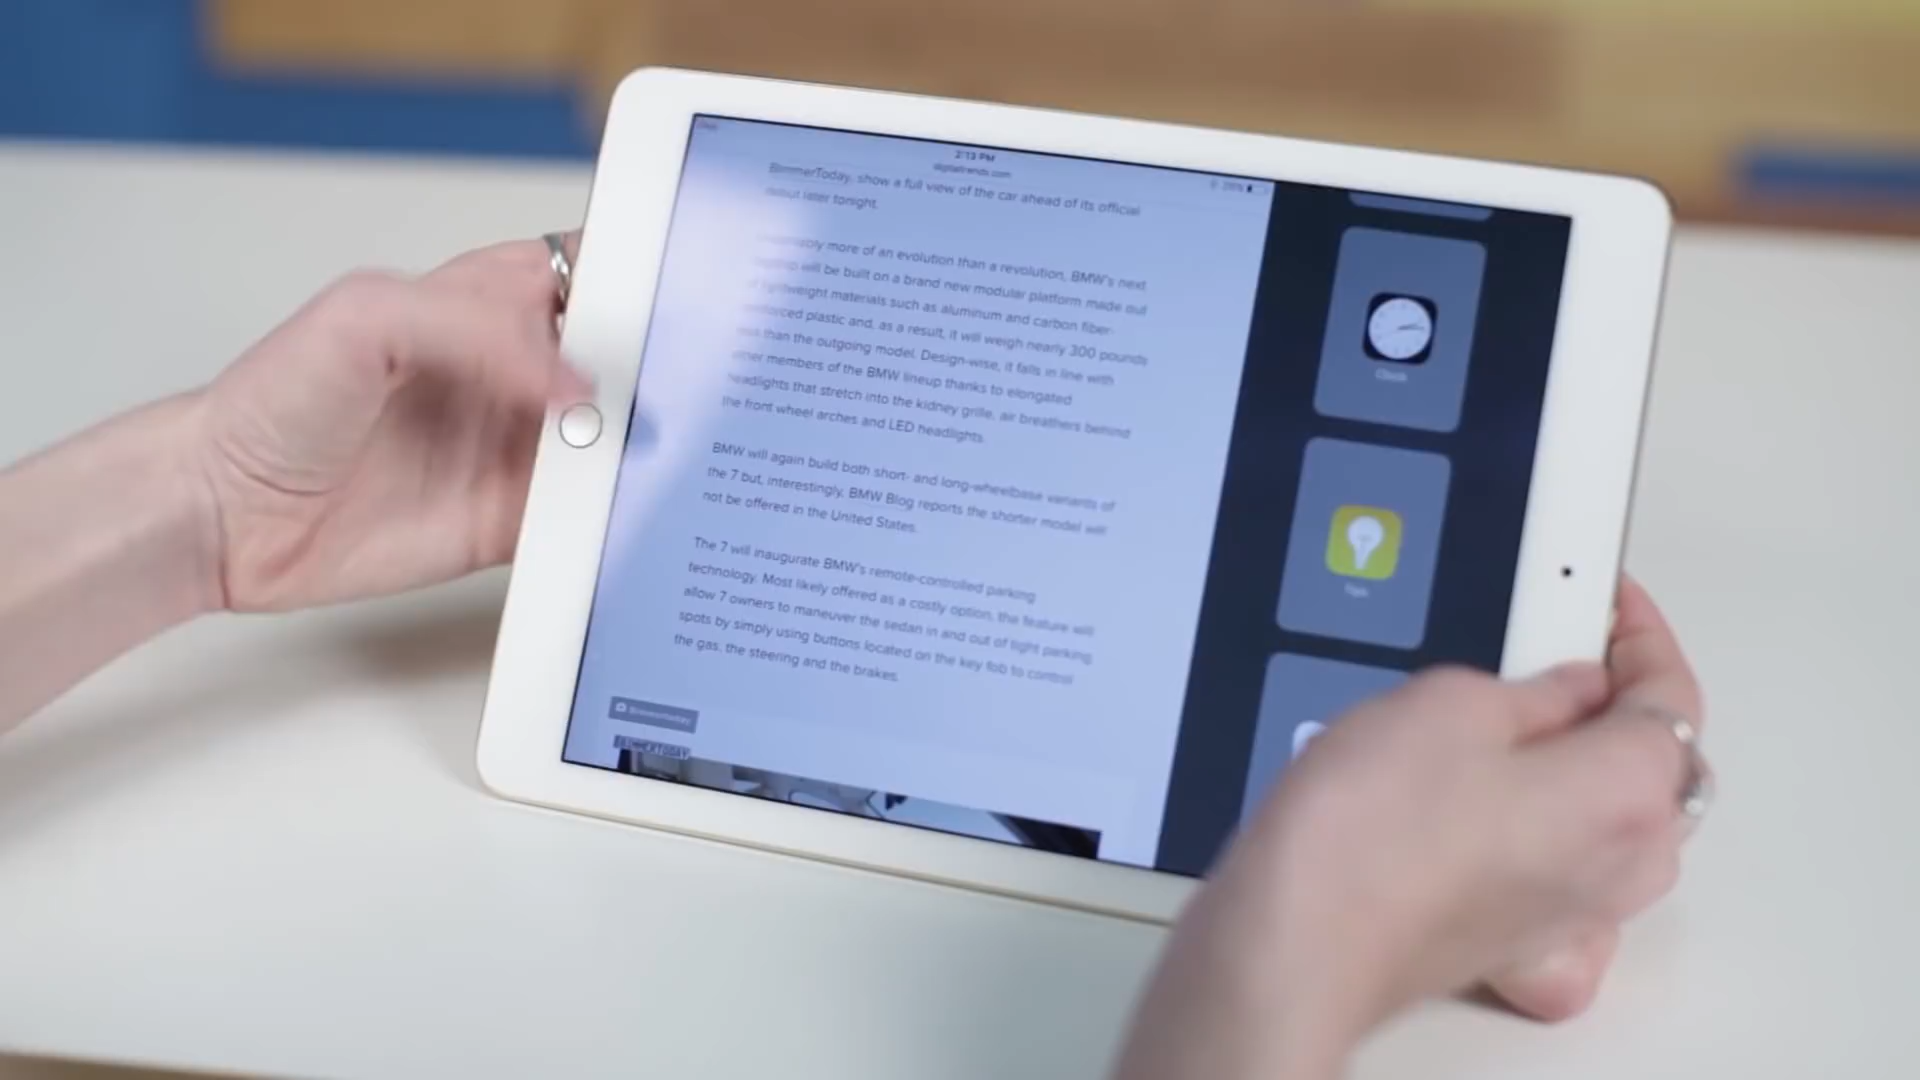 2:13 PM
digitaltrends.com
BimmerToday, show a full view of the car ahead of its official
debut later tonight.
more of an evolution than a revolution, BMW's next
will be built on a brand new modular platform made out
of lightweight materials such as aluminum and carbon fiber-
reinforced plastic and, as a result, it will weigh nearly 300 pounds
less than the outgoing model. Design-wise, it falls in line with
other members of the BMW lineup thanks to elongated
headlights that stretch into the kidney grille, air breathers behind
the front wheel arches and LED headlights.
BMW will again build both short- and long-wheelbase variants of
the 7 but, interestingly, BMW Blog reports the shorter model will
not be offered in the United States.
The 7 will inaugurate BMW's remote-controlled parking
technology. Most likely offered as a costly option, the feature will
allow 7 owners to maneuver the sedan in and out of tight parking
spots by simply using buttons located on the key fob to control
the gas, the steering and the brakes.
Bimmertoday
BIMMERTODAY
Clock
Tips